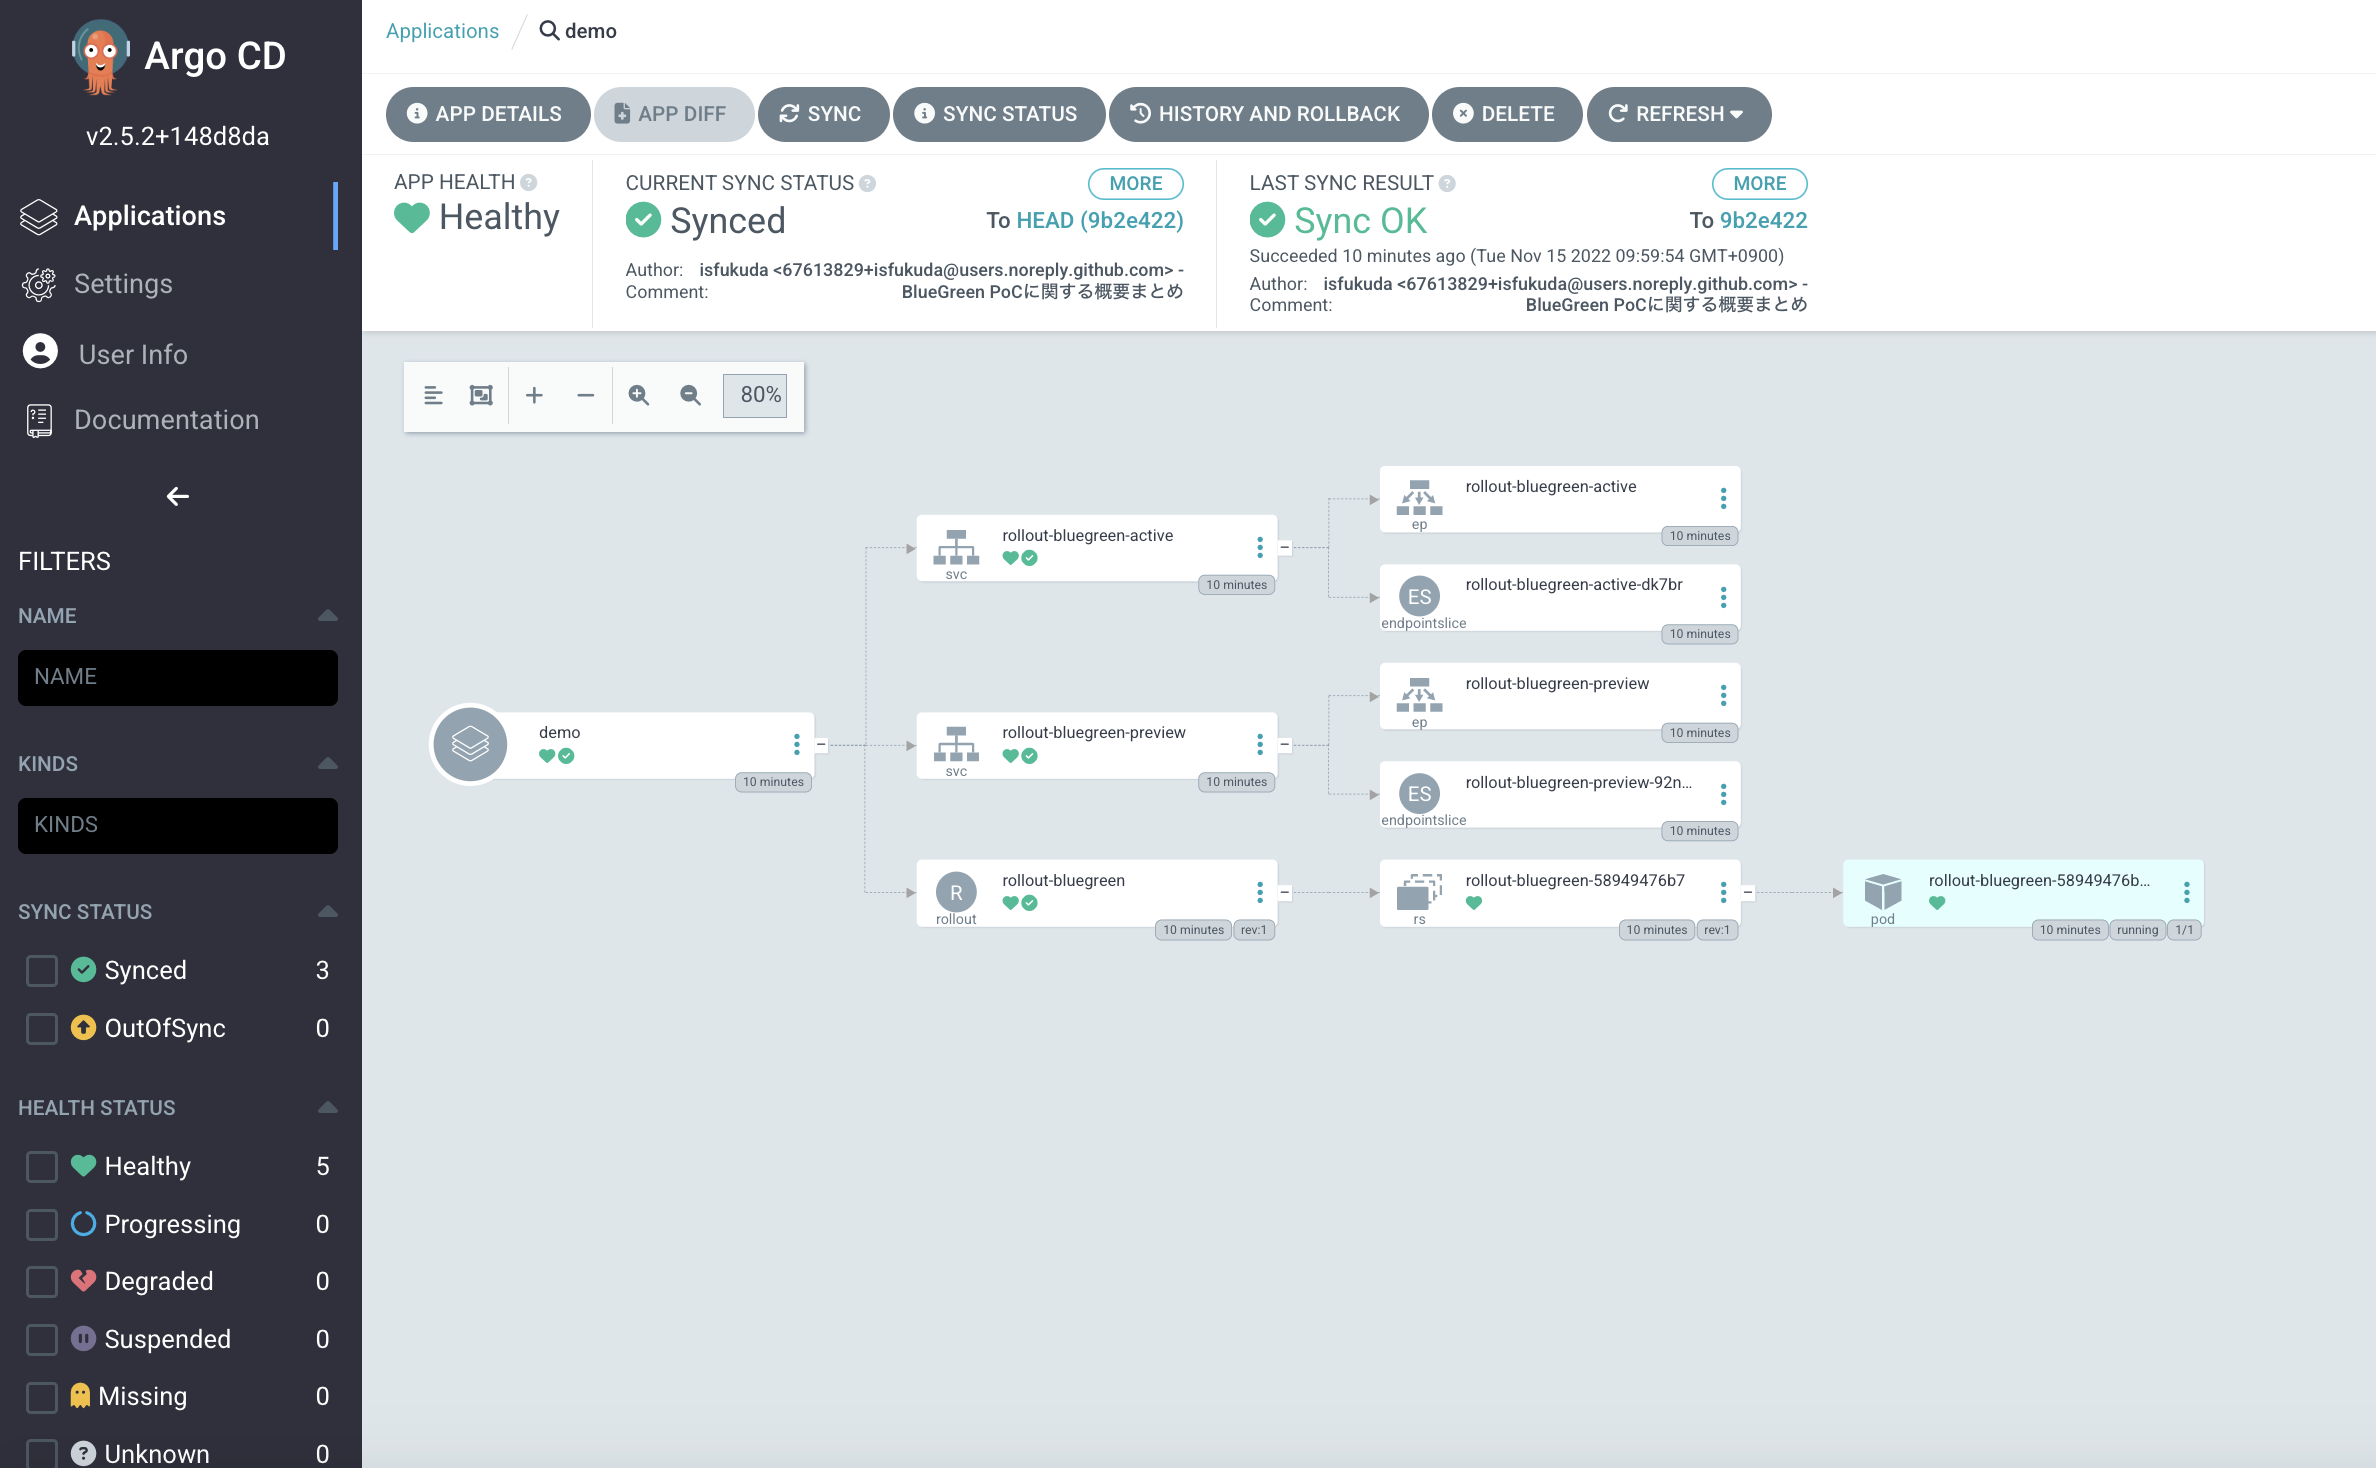 Argo CD
v2.5.2+148d8da
Applications
Settings
User Info
Documentation
FILTERS
NAME
NAME
KINDS
KINDS
SYNC STATUS
Synced 3
OutOfSync 0
HEALTH STATUS
Healthy 5
Progressing 0
Degraded 0
Suspended 0
Missing 0
Unknown 0
Applications / demo
APP DETAILS APP DIFF SYNC SYNC STATUS HISTORY AND ROLLBACK DELETE REFRESH
APP HEALTH
Healthy
CURRENT SYNC STATUS MORE
Synced To HEAD (9b2e422)
Author: isfukuda <67613829+isfukuda@users.noreply.github.com> -
Comment: BlueGreen PoCに関する概要まとめ
LAST SYNC RESULT MORE
Sync OK To 9b2e422
Succeeded 10 minutes ago (Tue Nov 15 2022 09:59:54 GMT+0900)
Author: isfukuda <67613829+isfukuda@users.noreply.github.com> -
Comment: BlueGreen PoCに関する概要まとめ
80%
demo
10 minutes
rollout-bluegreen-active
svc
10 minutes
rollout-bluegreen-preview
svc
10 minutes
R
rollout-bluegreen
rollout
10 minutes rev:1
rollout-bluegreen-active
ep
10 minutes
ES
rollout-bluegreen-active-dk7br
endpointslice
10 minutes
rollout-bluegreen-preview
ep
10 minutes
ES
rollout-bluegreen-preview-92n...
endpointslice
10 minutes
rollout-bluegreen-58949476b7
rs
10 minutes rev:1
rollout-bluegreen-58949476b...
pod
10 minutes running 1/1